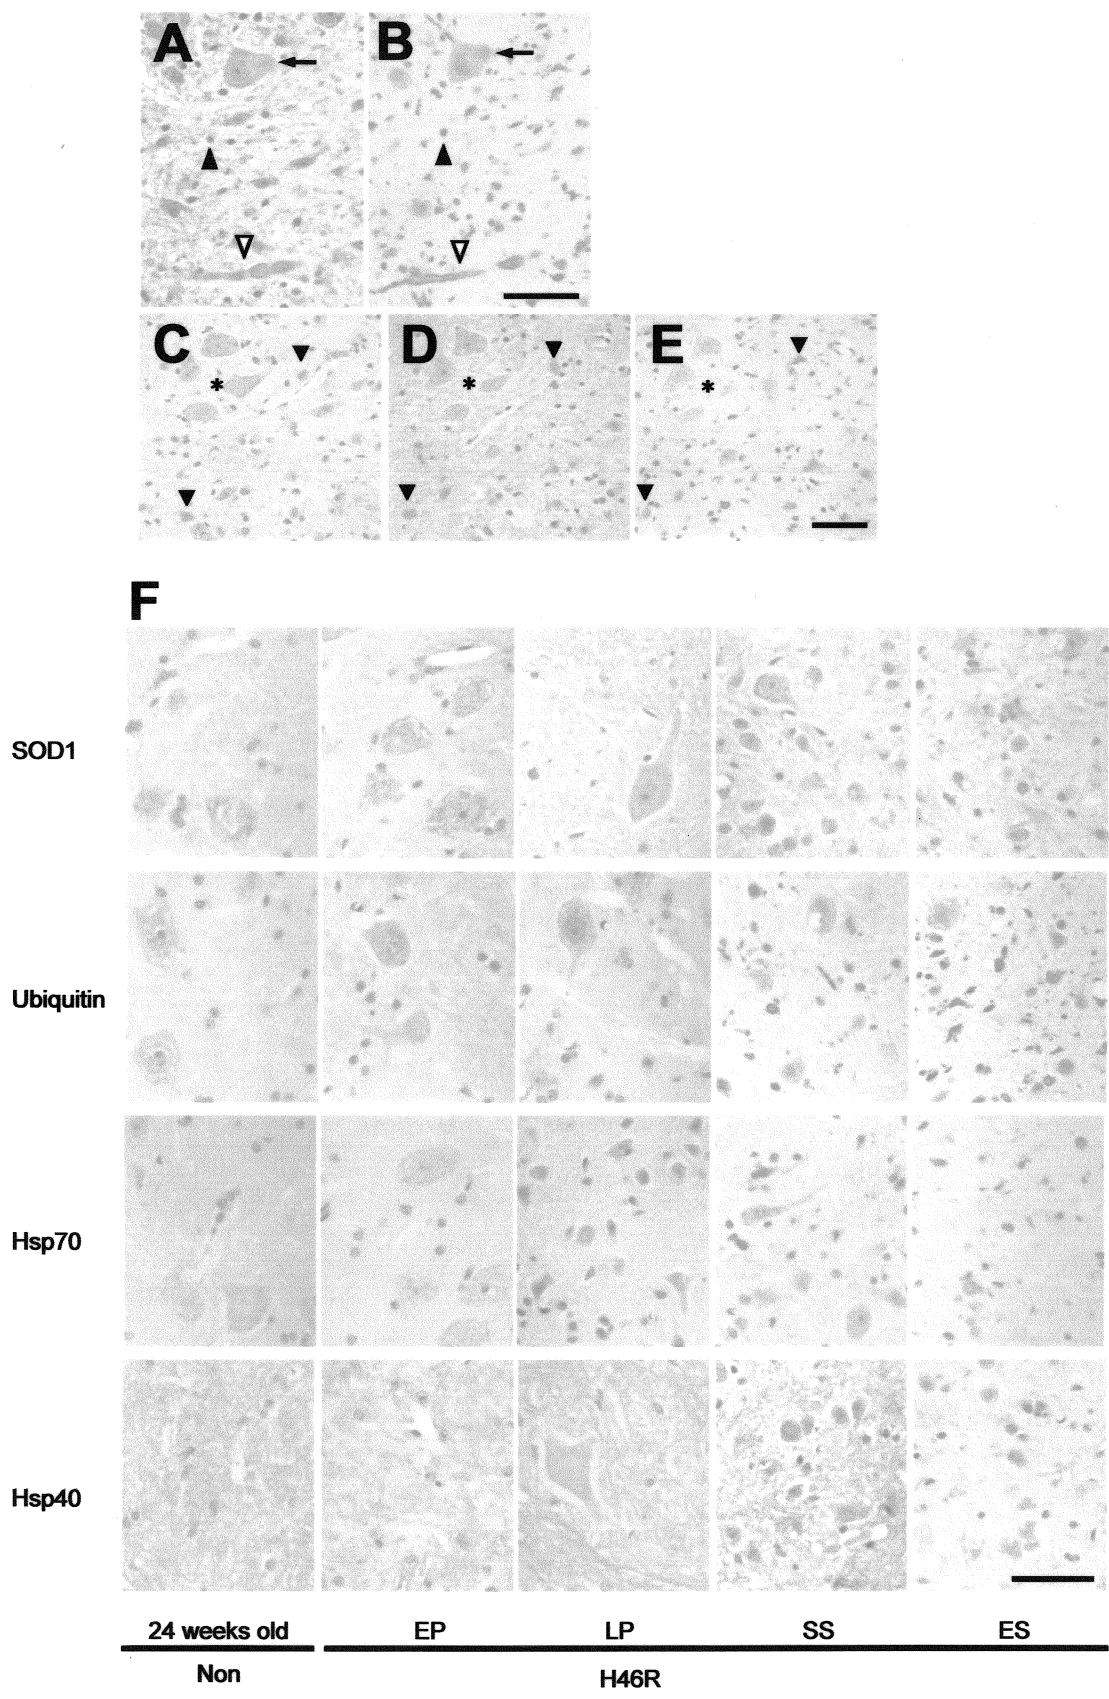 A B
C D E
* * *
F
SOD1
Ubiquitin
Hsp70
Hsp40
24 weeks old EP LP SS ES
Non H46R